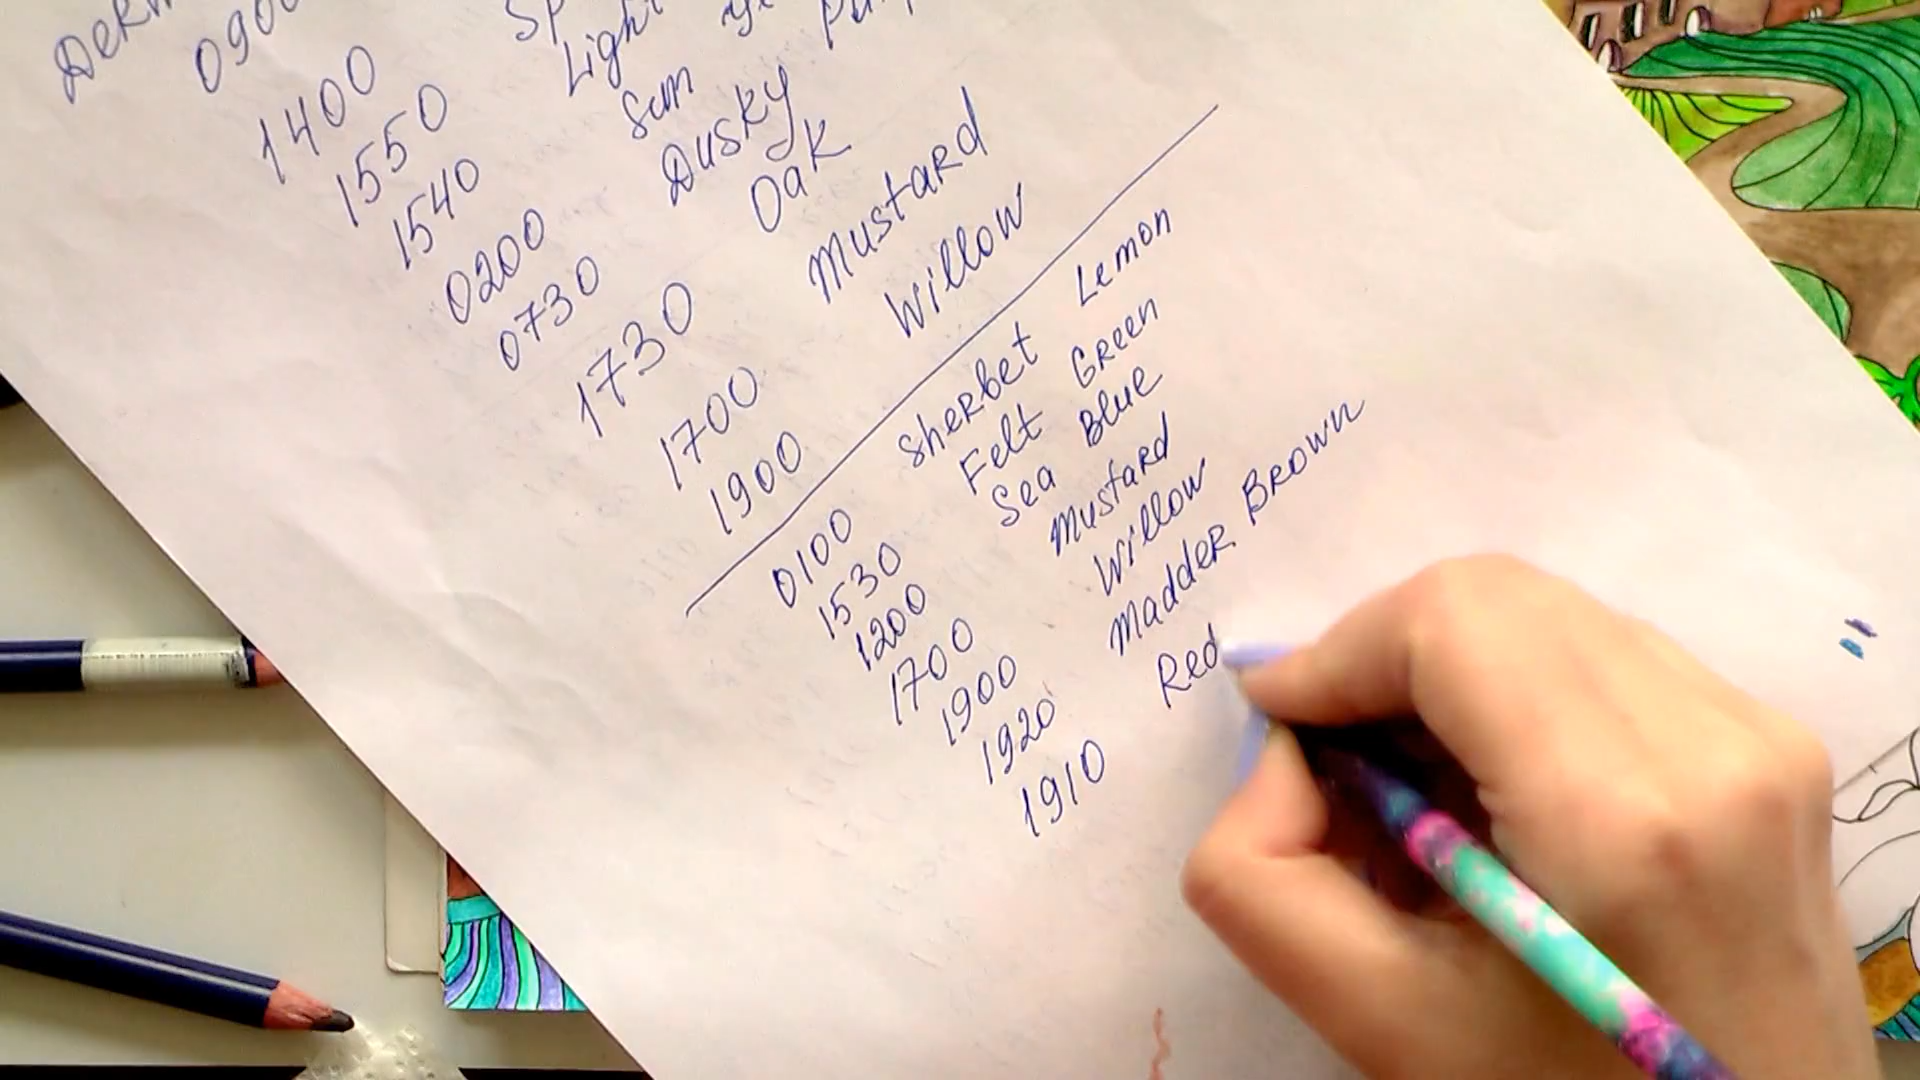 1400
1550
1540 Light
0200 Sun
0730 Dusky
1730 Oak
1700 Mustard
1900 Willow
0100 Sherbet Lemon
1530 Felt Green
1200 Sea Blue
1700 Mustard
1900 Willow
1920 Madder Brown
1910 Red